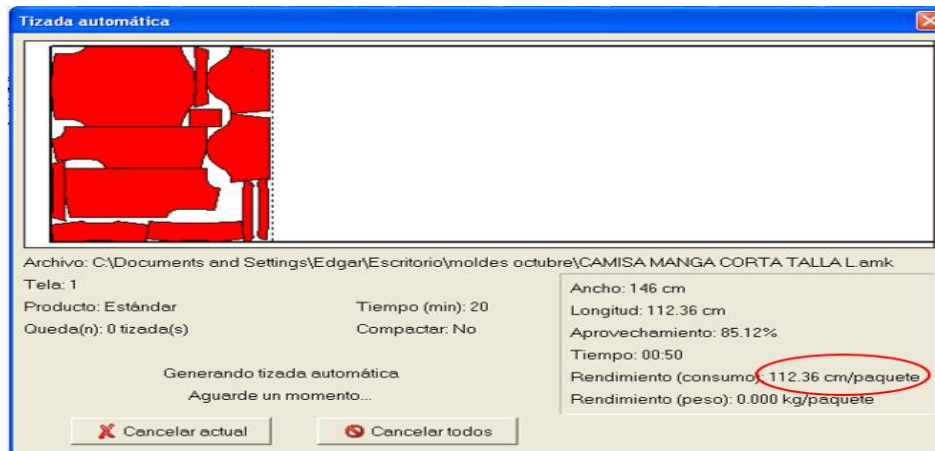 Tizada automática
Archivo: C:\Documents and Settings\Edgar\Escritorio\moldes octubre\CAMISA MANGA CORTA TALLA L.amk
Tela: 1
Producto: Estándar
Tiempo (min): 20
Queda(n): 0 tizada(s)
Compactar: No
Generando tizada automática
Aguarde un momento...
Cancelar actual
Cancelar todos
Ancho: 146 cm
Longitud: 112.36 cm
Aprovechamiento: 85.12%
Tiempo: 00:50
Rendimiento (consumo): 112.36 cm/paquete
Rendimiento (peso): 0.000 kg/paquete